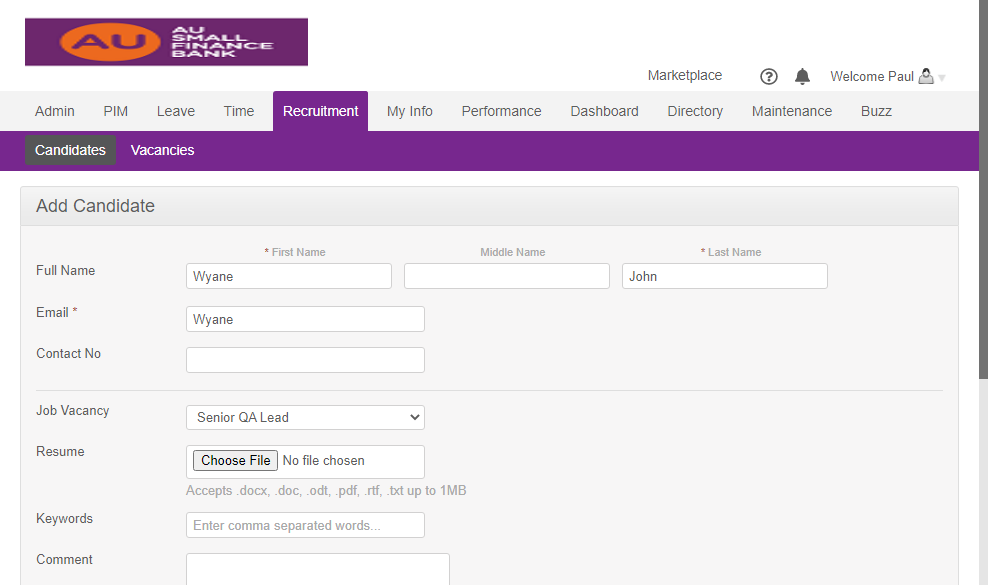 AU
AU
SMALL
FINANCE
BANK
Marketplace ? Welcome Paul
Admin PIM Leave Time Recruitment My Info Performance Dashboard Directory Maintenance Buzz
Candidates Vacancies
Add Candidate
* First Name Middle Name * Last Name
Full Name Wyane John
Email * Wyane
Contact No
Job Vacancy Senior QA Lead
Resume Choose File No file chosen
Accepts .docx, .doc, .odt, .pdf, .rtf, .txt up to 1MB
Keywords Enter comma separated words...
Comment